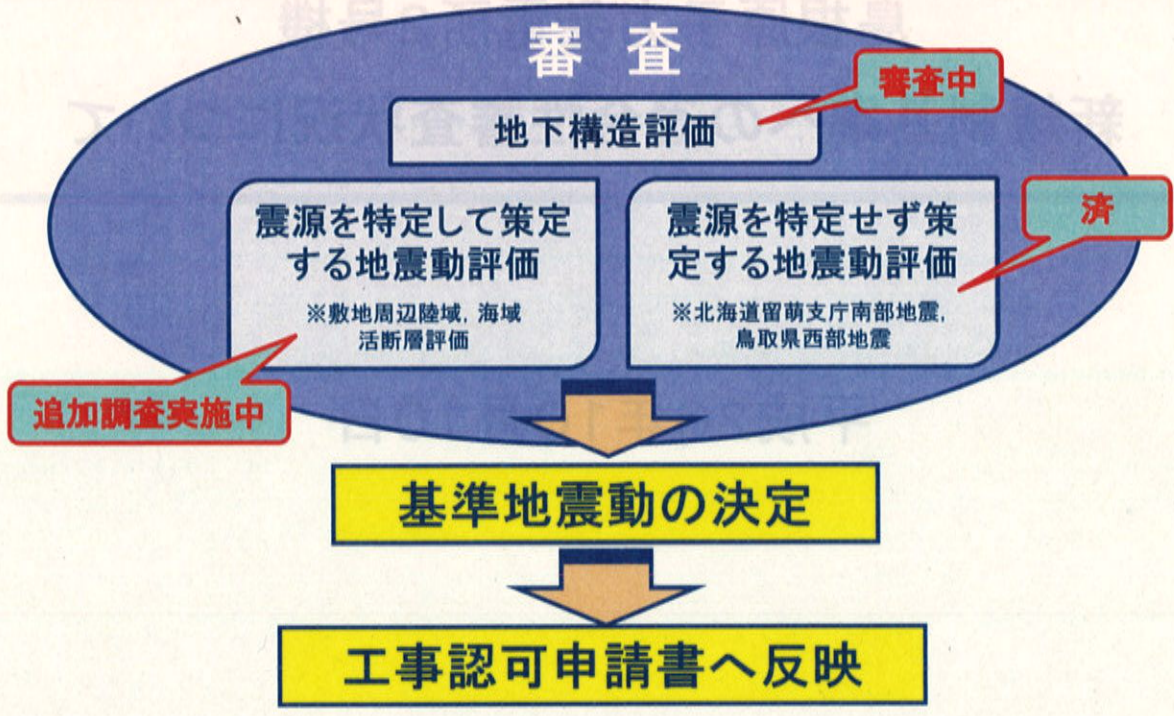 審査
審査中
地下構造評価
震源を特定して策定
する地震動評価
※敷地周辺陸域，海域
活断層評価
追加調査実施中
震源を特定せず策
定する地震動評価
※北海道留萌支庁南部地震，
鳥取県西部地震
済
基準地震動の決定
工事認可申請書へ反映